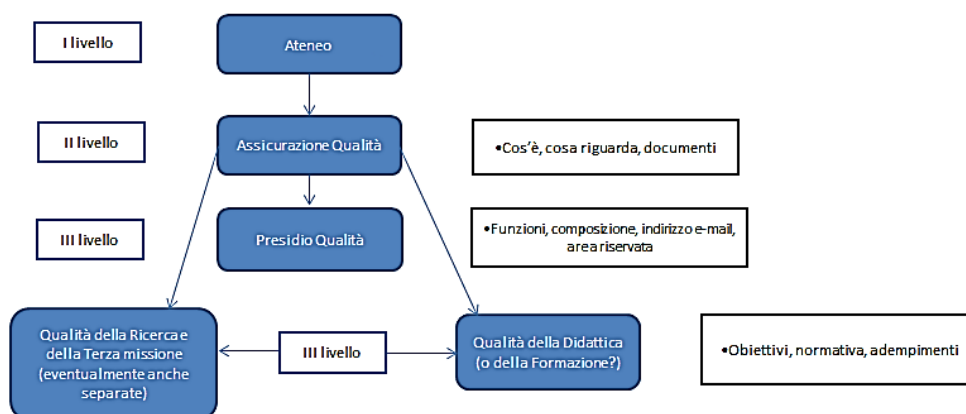 I livello
Ateneo
II livello
Assicurazione Qualità
•Cos'è, cosa riguarda, documenti
III livello
Presidio Qualità
•Funzioni, composizione, indirizzo e-mail,
area riservata
Qualità della Ricerca e
della Terza missione
(eventualmente anche
separate)
III livello
Qualità della Didattica
(o della Formazione?)
•Obiettivi, normativa, adempimenti